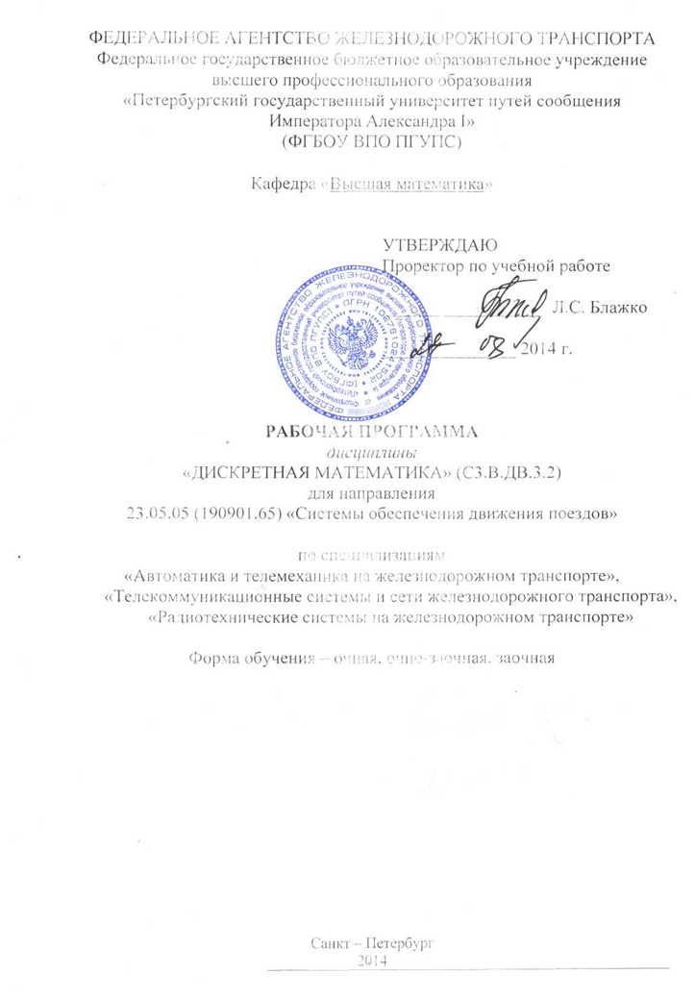 ФЕДЕРАЛЬНОЕ АГЕНТСТВО ЖЕЛЕЗНОДОРОЖНОГО ТРАНСПОРТА
Федеральное государственное бюджетное образовательное учреждение
высшего профессионального образования
«Петербургский государственный университет путей сообщения
Императора Александра I»
(ФГБОУ ВПО ПГУПС)
Кафедра «Высшая математика»
УТВЕРЖДАЮ
Проректор по учебной работе
Л.С. Блажко
08 2014 г.
РАБОЧАЯ ПРОГРАММА
дисциплины
«ДИСКРЕТНАЯ МАТЕМАТИКА» (С3.В.ДВ.3.2)
для направления
23.05.05 (190901.65) «Системы обеспечения движения поездов»
по специализациям
«Автоматика и телемеханика на железнодорожном транспорте»,
«Телекоммуникационные системы и сети железнодорожного транспорта»,
«Радиотехнические системы на железнодорожном транспорте»
Форма обучения – очная, очно-заочная, заочная
Санкт – Петербург
2014